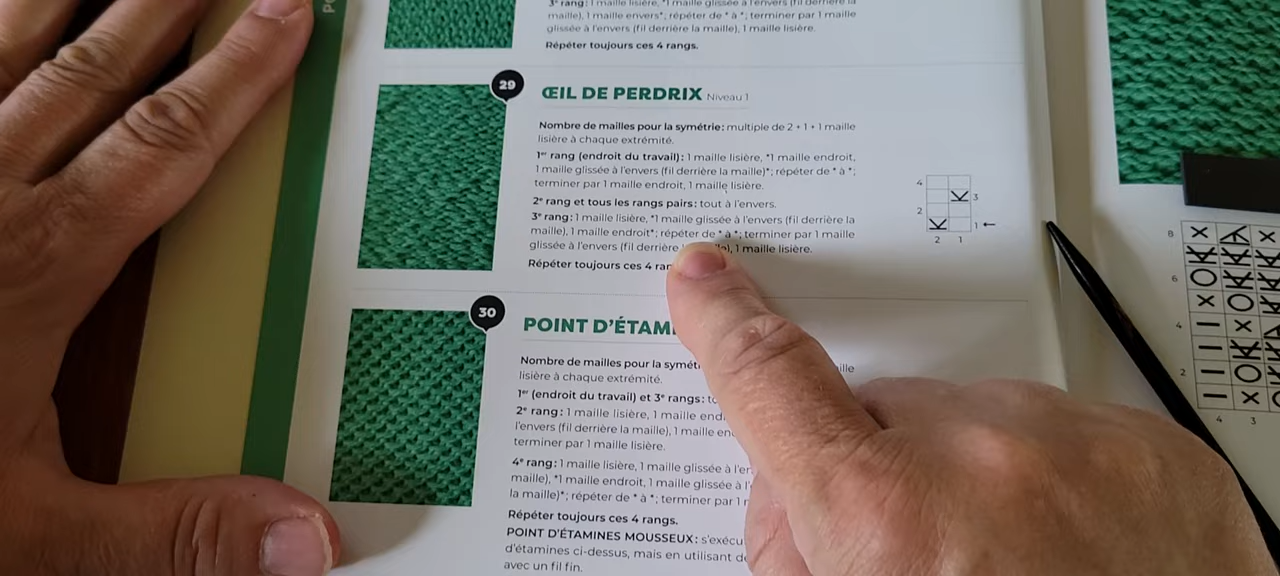 3e rang: 1 maille lisière, *1 maille glissée à l'envers (fil derrière la
maille), 1 maille envers*; répéter de * à *; terminer par 1 maille
glissée à l'envers (fil derrière la maille), 1 maille lisière.
Répéter toujours ces 4 rangs.
29
ŒIL DE PERDRIX Niveau 1
Nombre de mailles pour la symétrie: multiple de 2 + 1 + 1 maille
lisière à chaque extrémité.
1er rang (endroit du travail): 1 maille lisière, *1 maille endroit,
1 maille glissée à l'envers (fil derrière la maille)*; répéter de * à *;
terminer par 1 maille endroit, 1 maille lisière.
2e rang et tous les rangs pairs: tout à l'envers.
3e rang: 1 maille lisière, *1 maille glissée à l'envers (fil derrière la
maille), 1 maille endroit*; répéter de * à *; terminer par 1 maille
glissée à l'envers (fil derrière, 1 maille lisière.
Répéter toujours ces 4
4
3
2
1
2 1
30
POINT D'ÉTAM
Nombre de mailles pour la
lisière à chaque extrémité.
1er (endroit du travail) et 3e rangs:
2e rang: 1 maille lisière, 1 maille
l'envers (fil derrière la maille), 1 maille
terminer par 1 maille lisière.
4e rang: 1 maille lisière, 1 maille glissée à
maille), *1 maille endroit, 1 maille glissée à
la maille)*; répéter de * à *; terminer par 1
Répéter toujours ces 4 rangs.
POINT D'ÉTAMINES MOUSSEUX:
d'étamines ci-dessus, mais en utilisant
avec un fil fin.
8
6
4
2
4 3